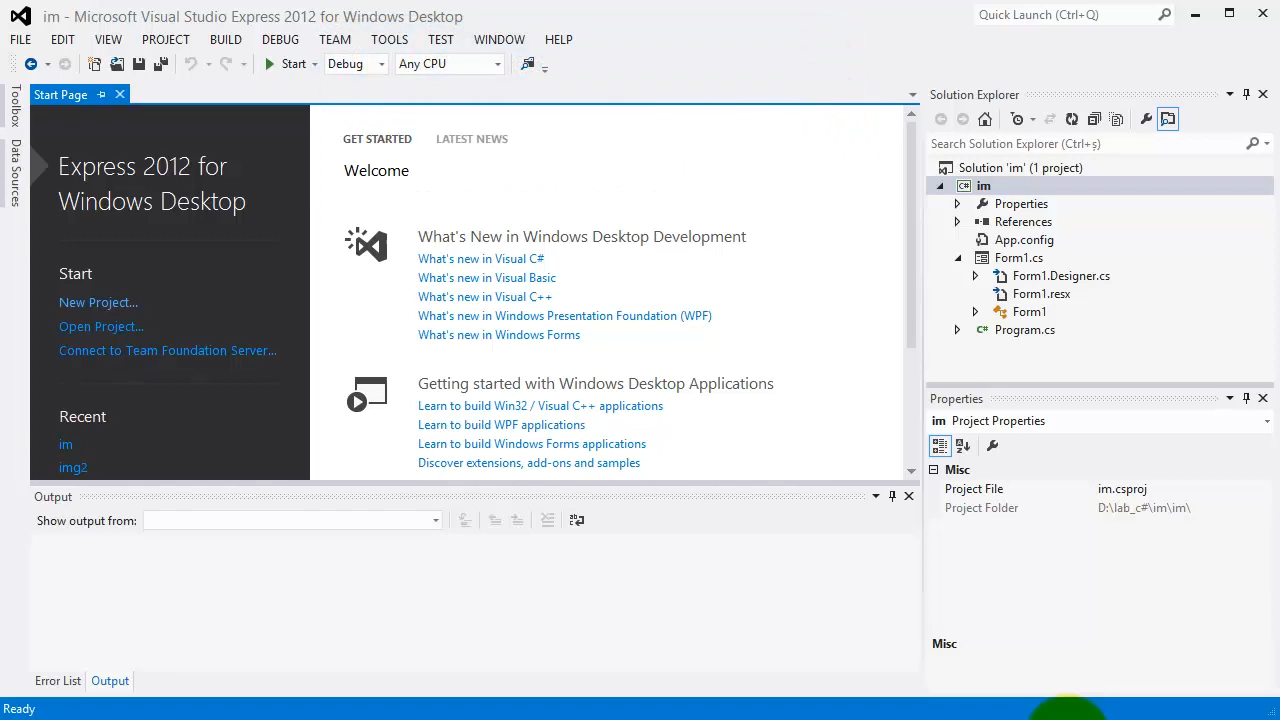 im - Microsoft Visual Studio Express 2012 for Windows Desktop
Quick Launch (Ctrl+Q)
FILE EDIT VIEW PROJECT BUILD DEBUG TEAM TOOLS TEST WINDOW HELP
Start Debug Any CPU
Toolbox
Data Sources
Start Page
Express 2012 for
Windows Desktop
Start
New Project...
Open Project...
Connect to Team Foundation Server...
Recent
im
img2
GET STARTED LATEST NEWS
Welcome
What's New in Windows Desktop Development
What's new in Visual C#
What's new in Visual Basic
What's new in Visual C++
What's new in Windows Presentation Foundation (WPF)
What's new in Windows Forms
Getting started with Windows Desktop Applications
Learn to build Win32 / Visual C++ applications
Learn to build WPF applications
Learn to build Windows Forms applications
Discover extensions, add-ons and samples
Output
Show output from:
Error List Output
Solution Explorer
Search Solution Explorer (Ctrl+ş)
Solution 'im' (1 project)
C# im
Properties
References
App.config
Form1.cs
Form1.Designer.cs
Form1.resx
Form1
C# Program.cs
Properties
im Project Properties
Misc
Project File im.csproj
Project Folder D:\lab_c#\im\im\
Misc
Ready